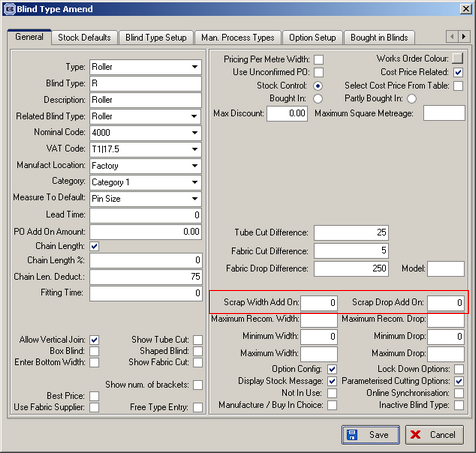 Blind Type Amend
General Stock Defaults Blind Type Setup Man. Process Types Option Setup Bought in Blinds
Type: Roller
Blind Type: R
Description: Roller
Related Blind Type: Roller
Nominal Code: 4000
VAT Code: T1|17.5
Manufact Location: Factory
Category: Category 1
Measure To Default: Pin Size
Lead Time: 0
PO Add On Amount: 0.00
Chain Length:
Chain Length %: 0
Chain Len. Deduct.: 75
Fitting Time: 0
Allow Vertical Join: Show Tube Cut:
Box Blind: Shaped Blind:
Enter Bottom Width: Show Fabric Cut:
Show num. of brackets:
Best Price:
Use Fabric Supplier: Free Type Entry:
Pricing Per Metre Width: Works Order Colour:
Use Unconfirmed PO: Cost Price Related:
Stock Control: Select Cost Price From Table:
Bought In: Partly Bought In:
Max Discount: 0.00 Maximum Square Metreage:
Tube Cut Difference: 25
Fabric Cut Difference: 5
Fabric Drop Difference: 250 Model:
Scrap Width Add On: 0 Scrap Drop Add On: 0
Maximum Recom. Width: Maximum Recom. Drop:
Minimum Width: 0 Minimum Drop: 0
Maximum Width: Maximum Drop:
Option Config: Lock Down Options:
Display Stock Message: Parameterised Cutting Options:
Not In Use: Online Synchronisation:
Manufacture / Buy In Choice: Inactive Blind Type:
Save Cancel